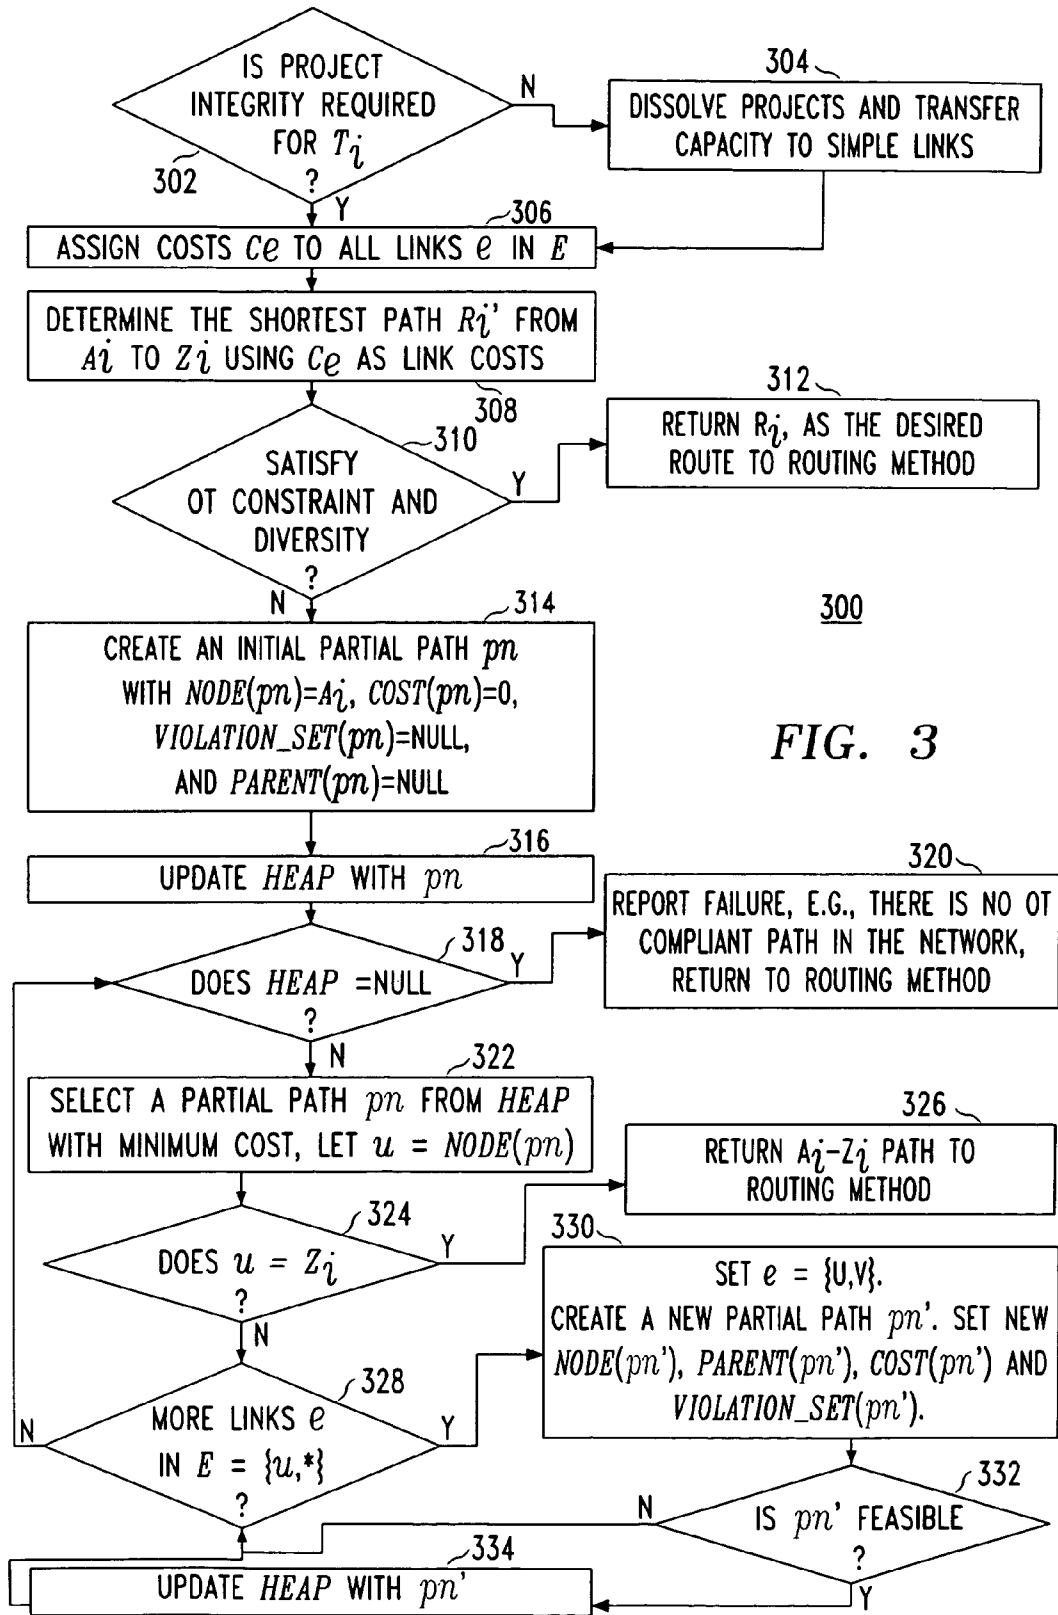 IS PROJECT
INTEGRITY REQUIRED
FOR Ti
?
302
N
Y
304
DISSOLVE PROJECTS AND TRANSFER
CAPACITY TO SIMPLE LINKS
306
ASSIGN COSTS Ce TO ALL LINKS e IN E
DETERMINE THE SHORTEST PATH Ri' FROM
Ai TO Zi USING Ce AS LINK COSTS
308
310
SATISFY
OT CONSTRAINT AND
DIVERSITY
?
Y
N
312
RETURN Ri, AS THE DESIRED
ROUTE TO ROUTING METHOD
314
CREATE AN INITIAL PARTIAL PATH pn
WITH NODE(pn)=Ai, COST(pn)=0,
VIOLATION_SET(pn)=NULL,
AND PARENT(pn)=NULL
300
FIG. 3
316
UPDATE HEAP WITH pn
318
DOES HEAP =NULL
?
Y
N
320
REPORT FAILURE, E.G., THERE IS NO OT
COMPLIANT PATH IN THE NETWORK,
RETURN TO ROUTING METHOD
322
SELECT A PARTIAL PATH pn FROM HEAP
WITH MINIMUM COST, LET u = NODE(pn)
324
DOES u = Zi
?
Y
N
326
RETURN Ai-Zi PATH TO
ROUTING METHOD
328
MORE LINKS e
IN E = {u,*}
?
N
Y
330
SET e = {U,V}.
CREATE A NEW PARTIAL PATH pn'. SET NEW
NODE(pn'), PARENT(pn'), COST(pn') AND
VIOLATION_SET(pn').
332
IS pn' FEASIBLE
?
N
Y
334
UPDATE HEAP WITH pn'